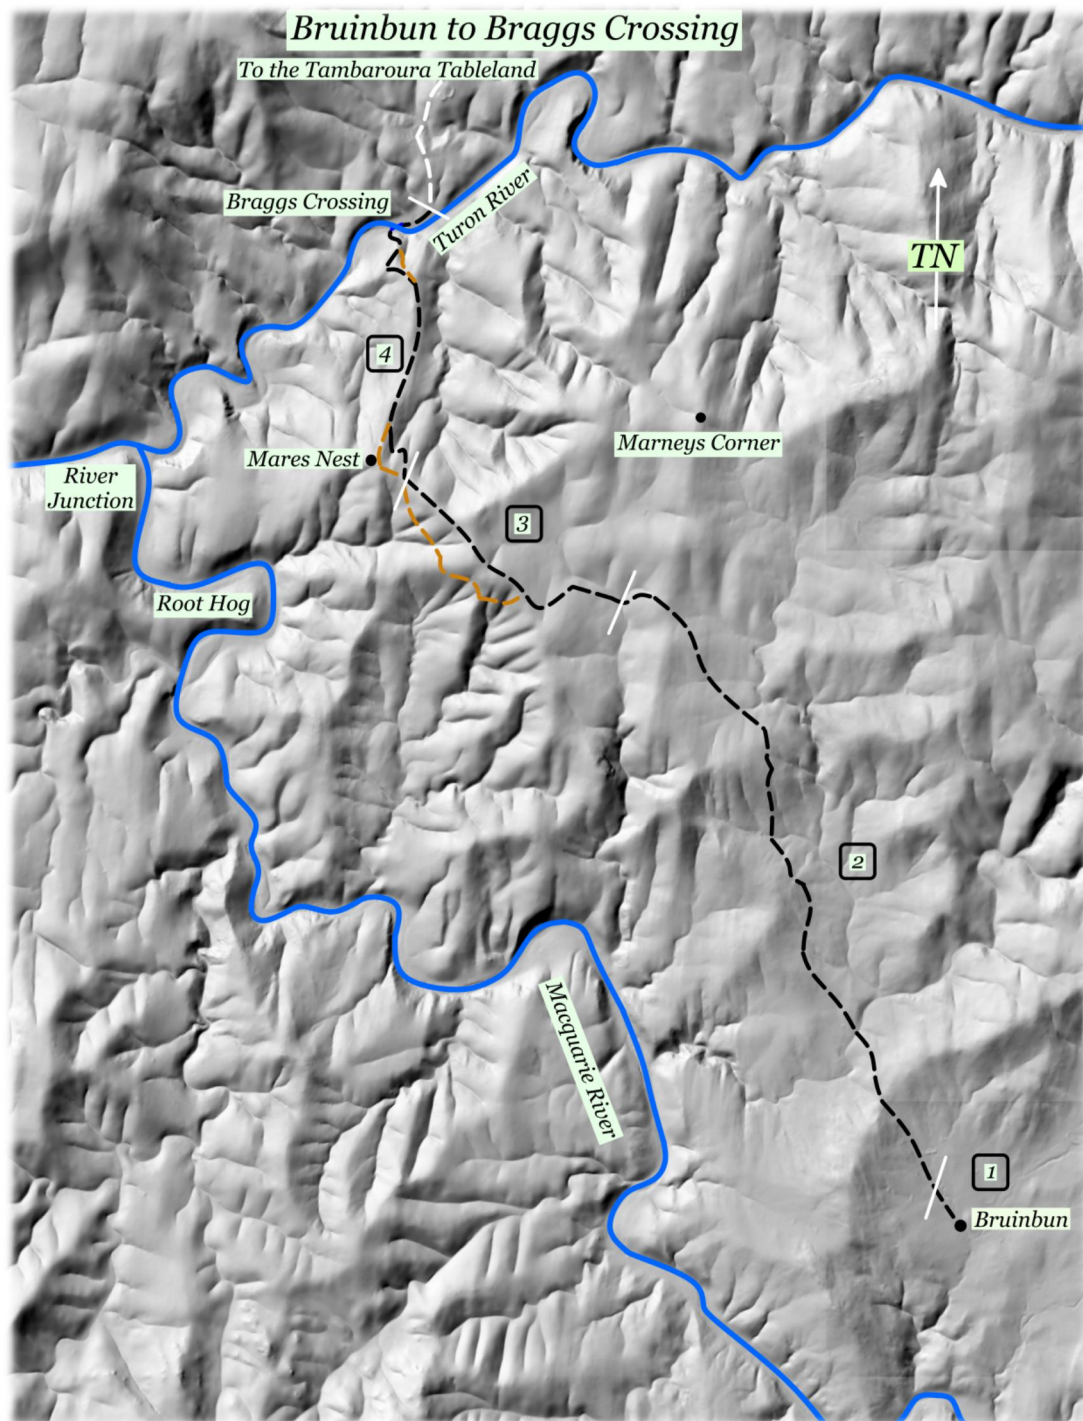 Bruinbun to Braggs Crossing
To the Tambaroura Tableland
Braggs Crossing
Turon River
TN
4
Marneys Corner
Mares Nest
River
Junction
3
Root Hog
2
Macquarie River
1
Bruinbun